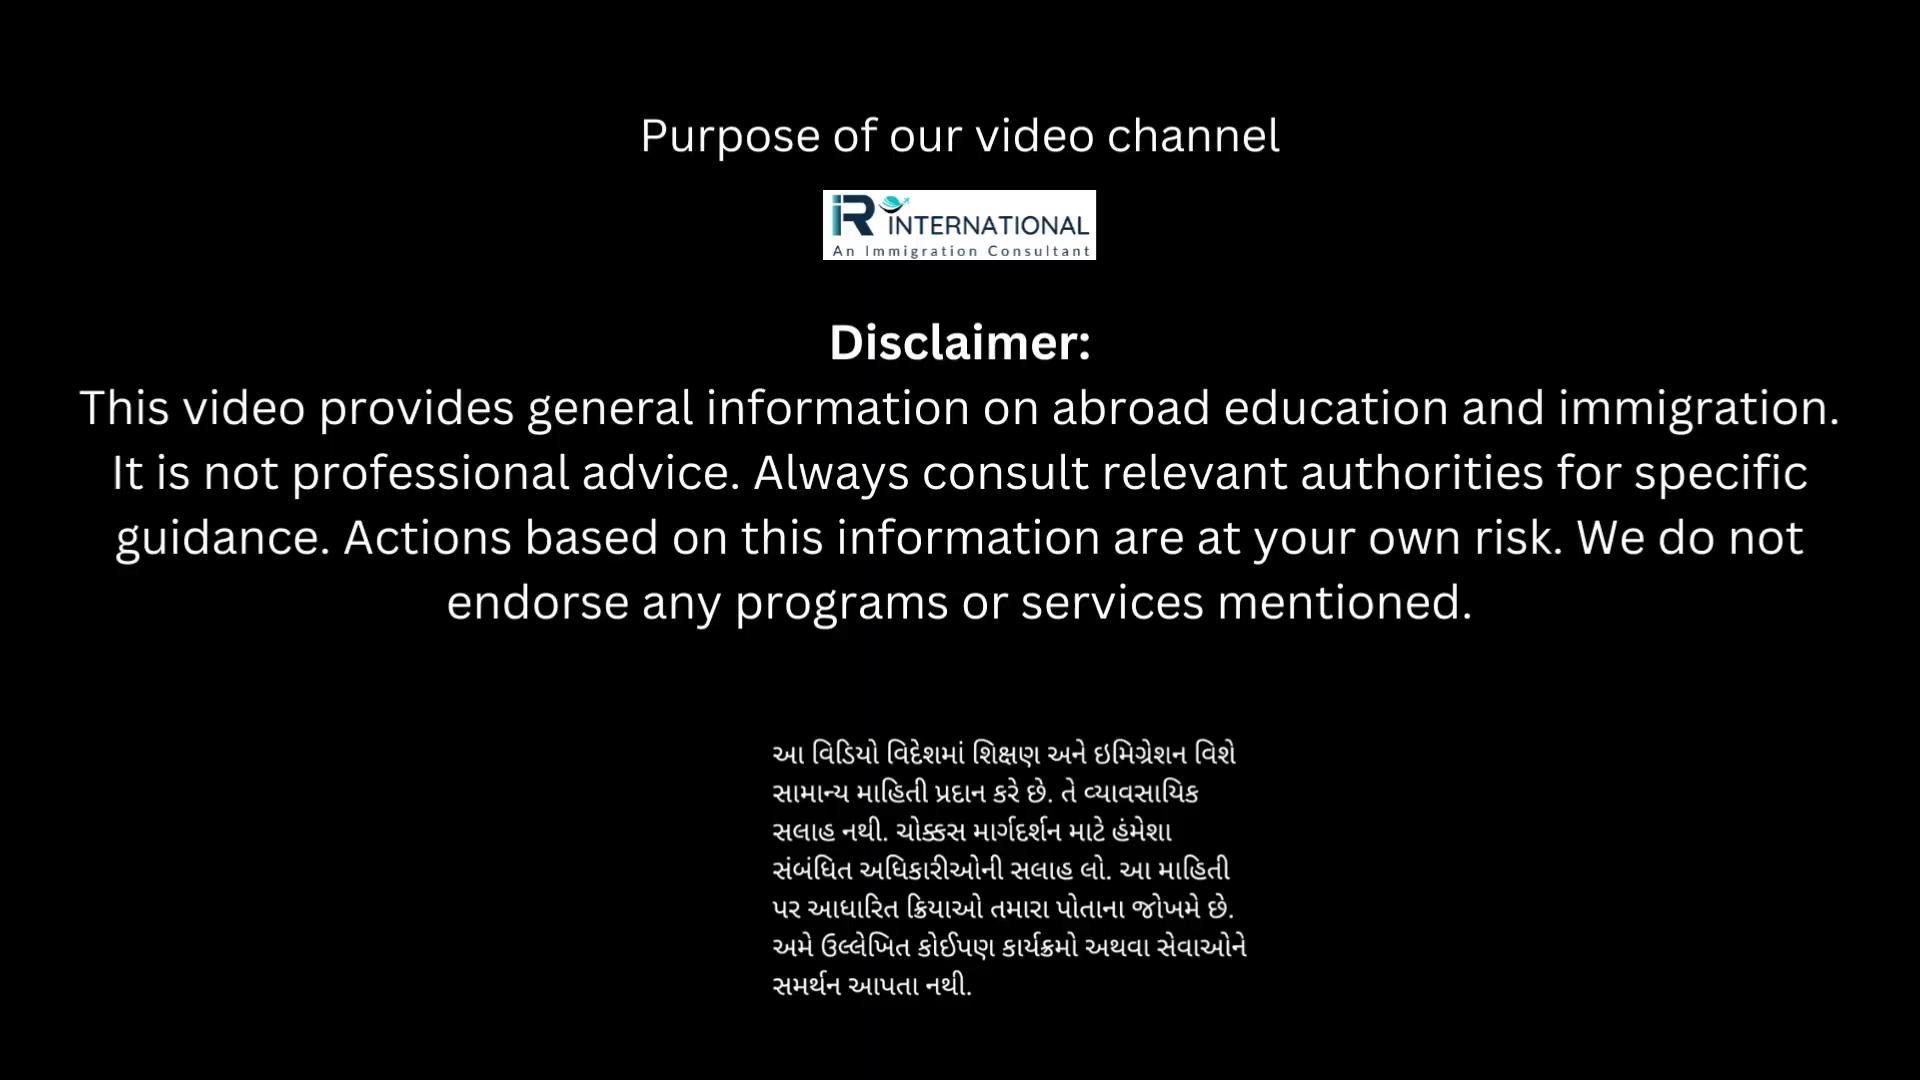 Purpose of our video channel
iR INTERNATIONAL
An Immigration Consultant
Disclaimer:
This video provides general information on abroad education and immigration.
It is not professional advice. Always consult relevant authorities for specific
guidance. Actions based on this information are at your own risk. We do not
endorse any programs or services mentioned.
આ વિડિયો વિદેશમાં શિક્ષણ અને ઇમિગ્રેશન વિશે
સામાન્ય માહિતી પ્રદાન કરે છે. તે વ્યાવસાયિક
સલાહ નથી. ચોક્કસ માર્ગદર્શન માટે હંમેશા
સંબંધિત અધિકારીઓની સલાહ લો. આ માહિતી
પર આધારિત ક્રિયાઓ તમારા પોતાના જોખમે છે.
અમે ઉલ્લેખિત કોઈપણ કાર્યક્રમો અથવા સેવાઓને
સમર્થન આપતા નથી.